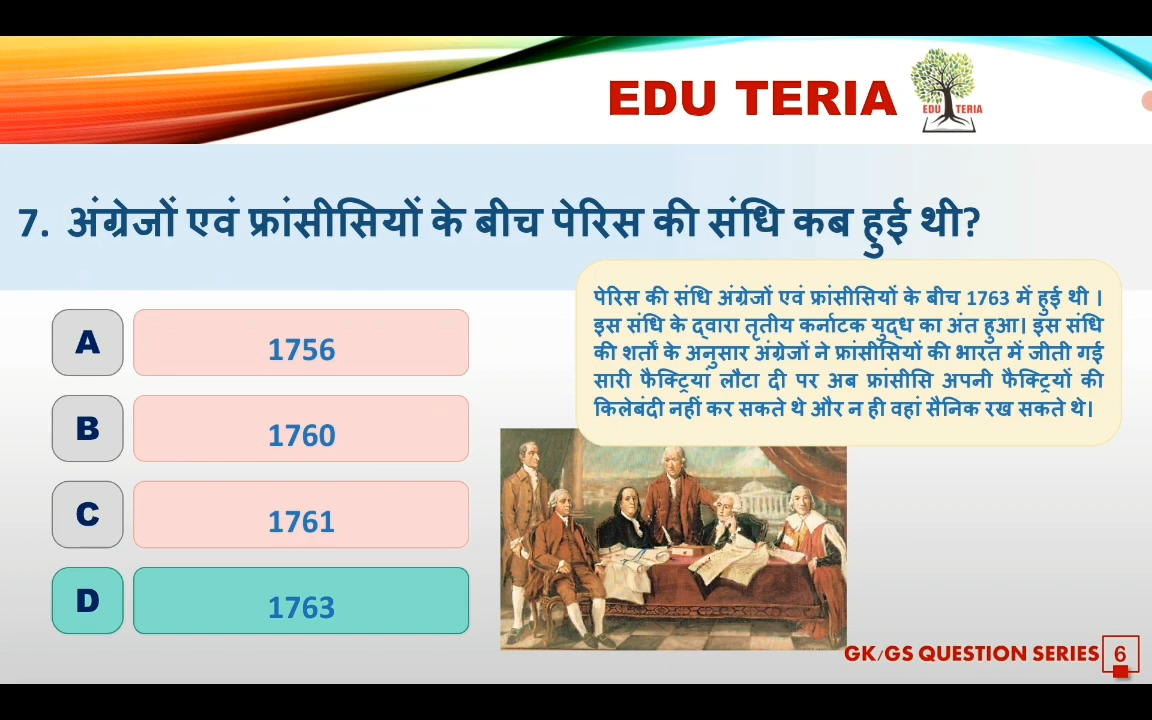 EDU TERIA
EDU TERIA
7. अंग्रेजों एवं फ्रांसीसियों के बीच पेरिस की संधि कब हुई थी?
पेरिस की संधि अंग्रेजों एवं फ्रांसीसियों के बीच 1763 में हुई थी ।
इस संधि के द्वारा तृतीय कर्नाटक युद्ध का अंत हुआ। इस संधि
की शर्तों के अनुसार अंग्रेजों ने फ्रांसीसियों की भारत में जीती गई
सारी फैक्ट्रियां लौटा दी पर अब फ्रांसीसि अपनी फैक्ट्रियों की
किलेबंदी नहीं कर सकते थे और न ही वहां सैनिक रख सकते थे।
A 1756
B 1760
C 1761
D 1763
GK/GS QUESTION SERIES 6